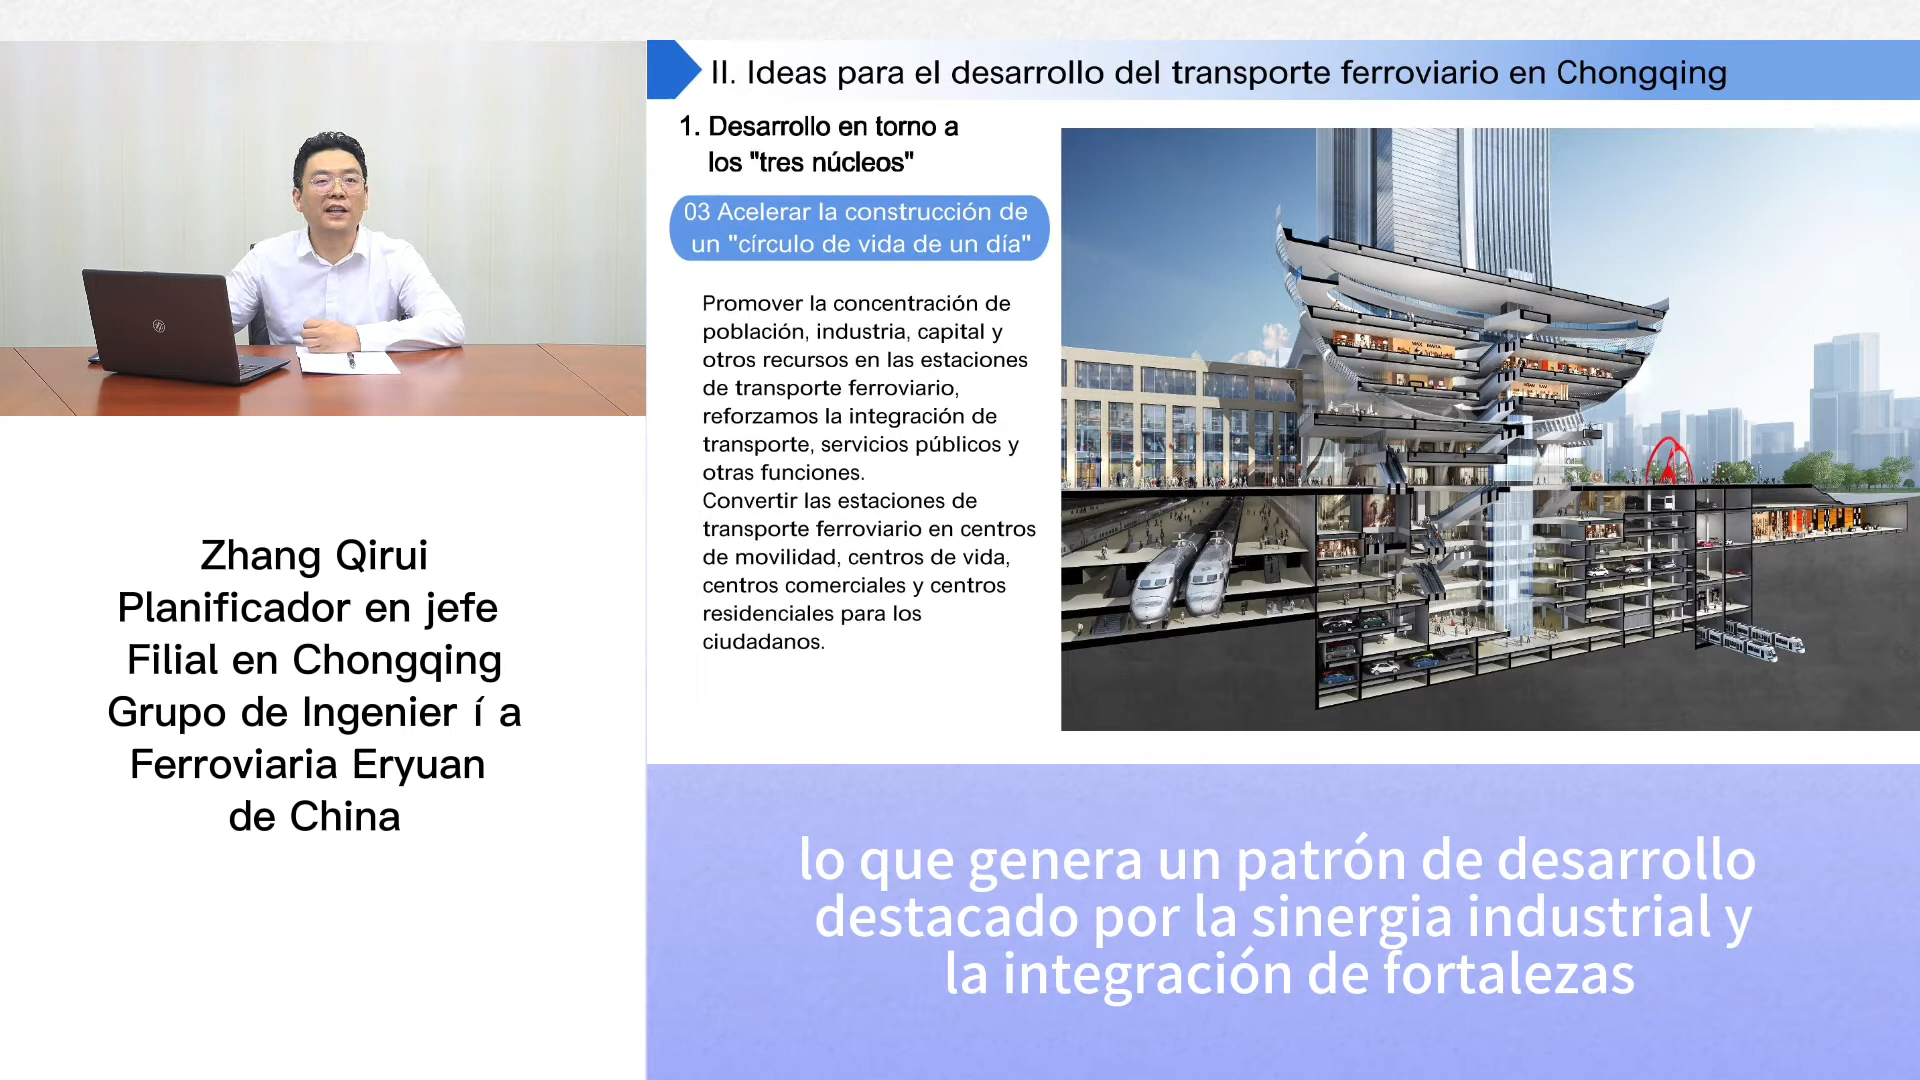 II. Ideas para el desarrollo del transporte ferroviario en Chongqing
1. Desarrollo en torno a
los "tres núcleos"
03 Acelerar la construcción de
un "círculo de vida de un día"
Promover la concentración de
población, industria, capital y
otros recursos en las estaciones
de transporte ferroviario,
reforzamos la integración de
transporte, servicios públicos y
otras funciones.
Convertir las estaciones de
transporte ferroviario en centros
de movilidad, centros de vida,
centros comerciales y centros
residenciales para los
ciudadanos.
Zhang Qirui
Planificador en jefe
Filial en Chongqing
Grupo de Ingenier í a
Ferroviaria Eryuan
de China
lo que genera un patrón de desarrollo
destacado por la sinergia industrial y
la integración de fortalezas